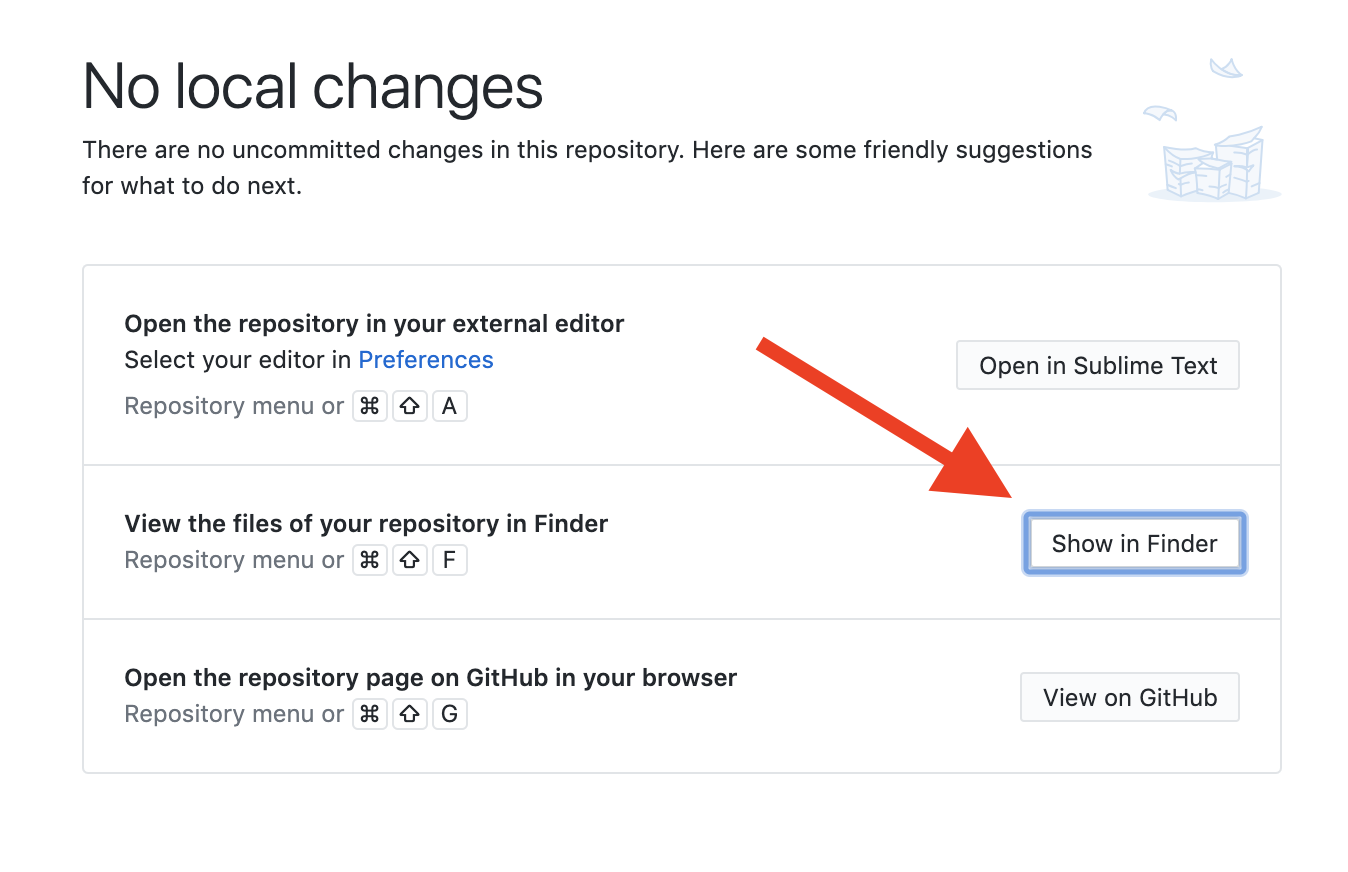 No local changes
There are no uncommitted changes in this repository. Here are some friendly suggestions
for what to do next.
Open the repository in your external editor
Select your editor in Preferences
Repository menu or ⌘ ⇧ A
Open in Sublime Text
View the files of your repository in Finder
Repository menu or ⌘ ⇧ F
Show in Finder
Open the repository page on GitHub in your browser
Repository menu or ⌘ ⇧ G
View on GitHub